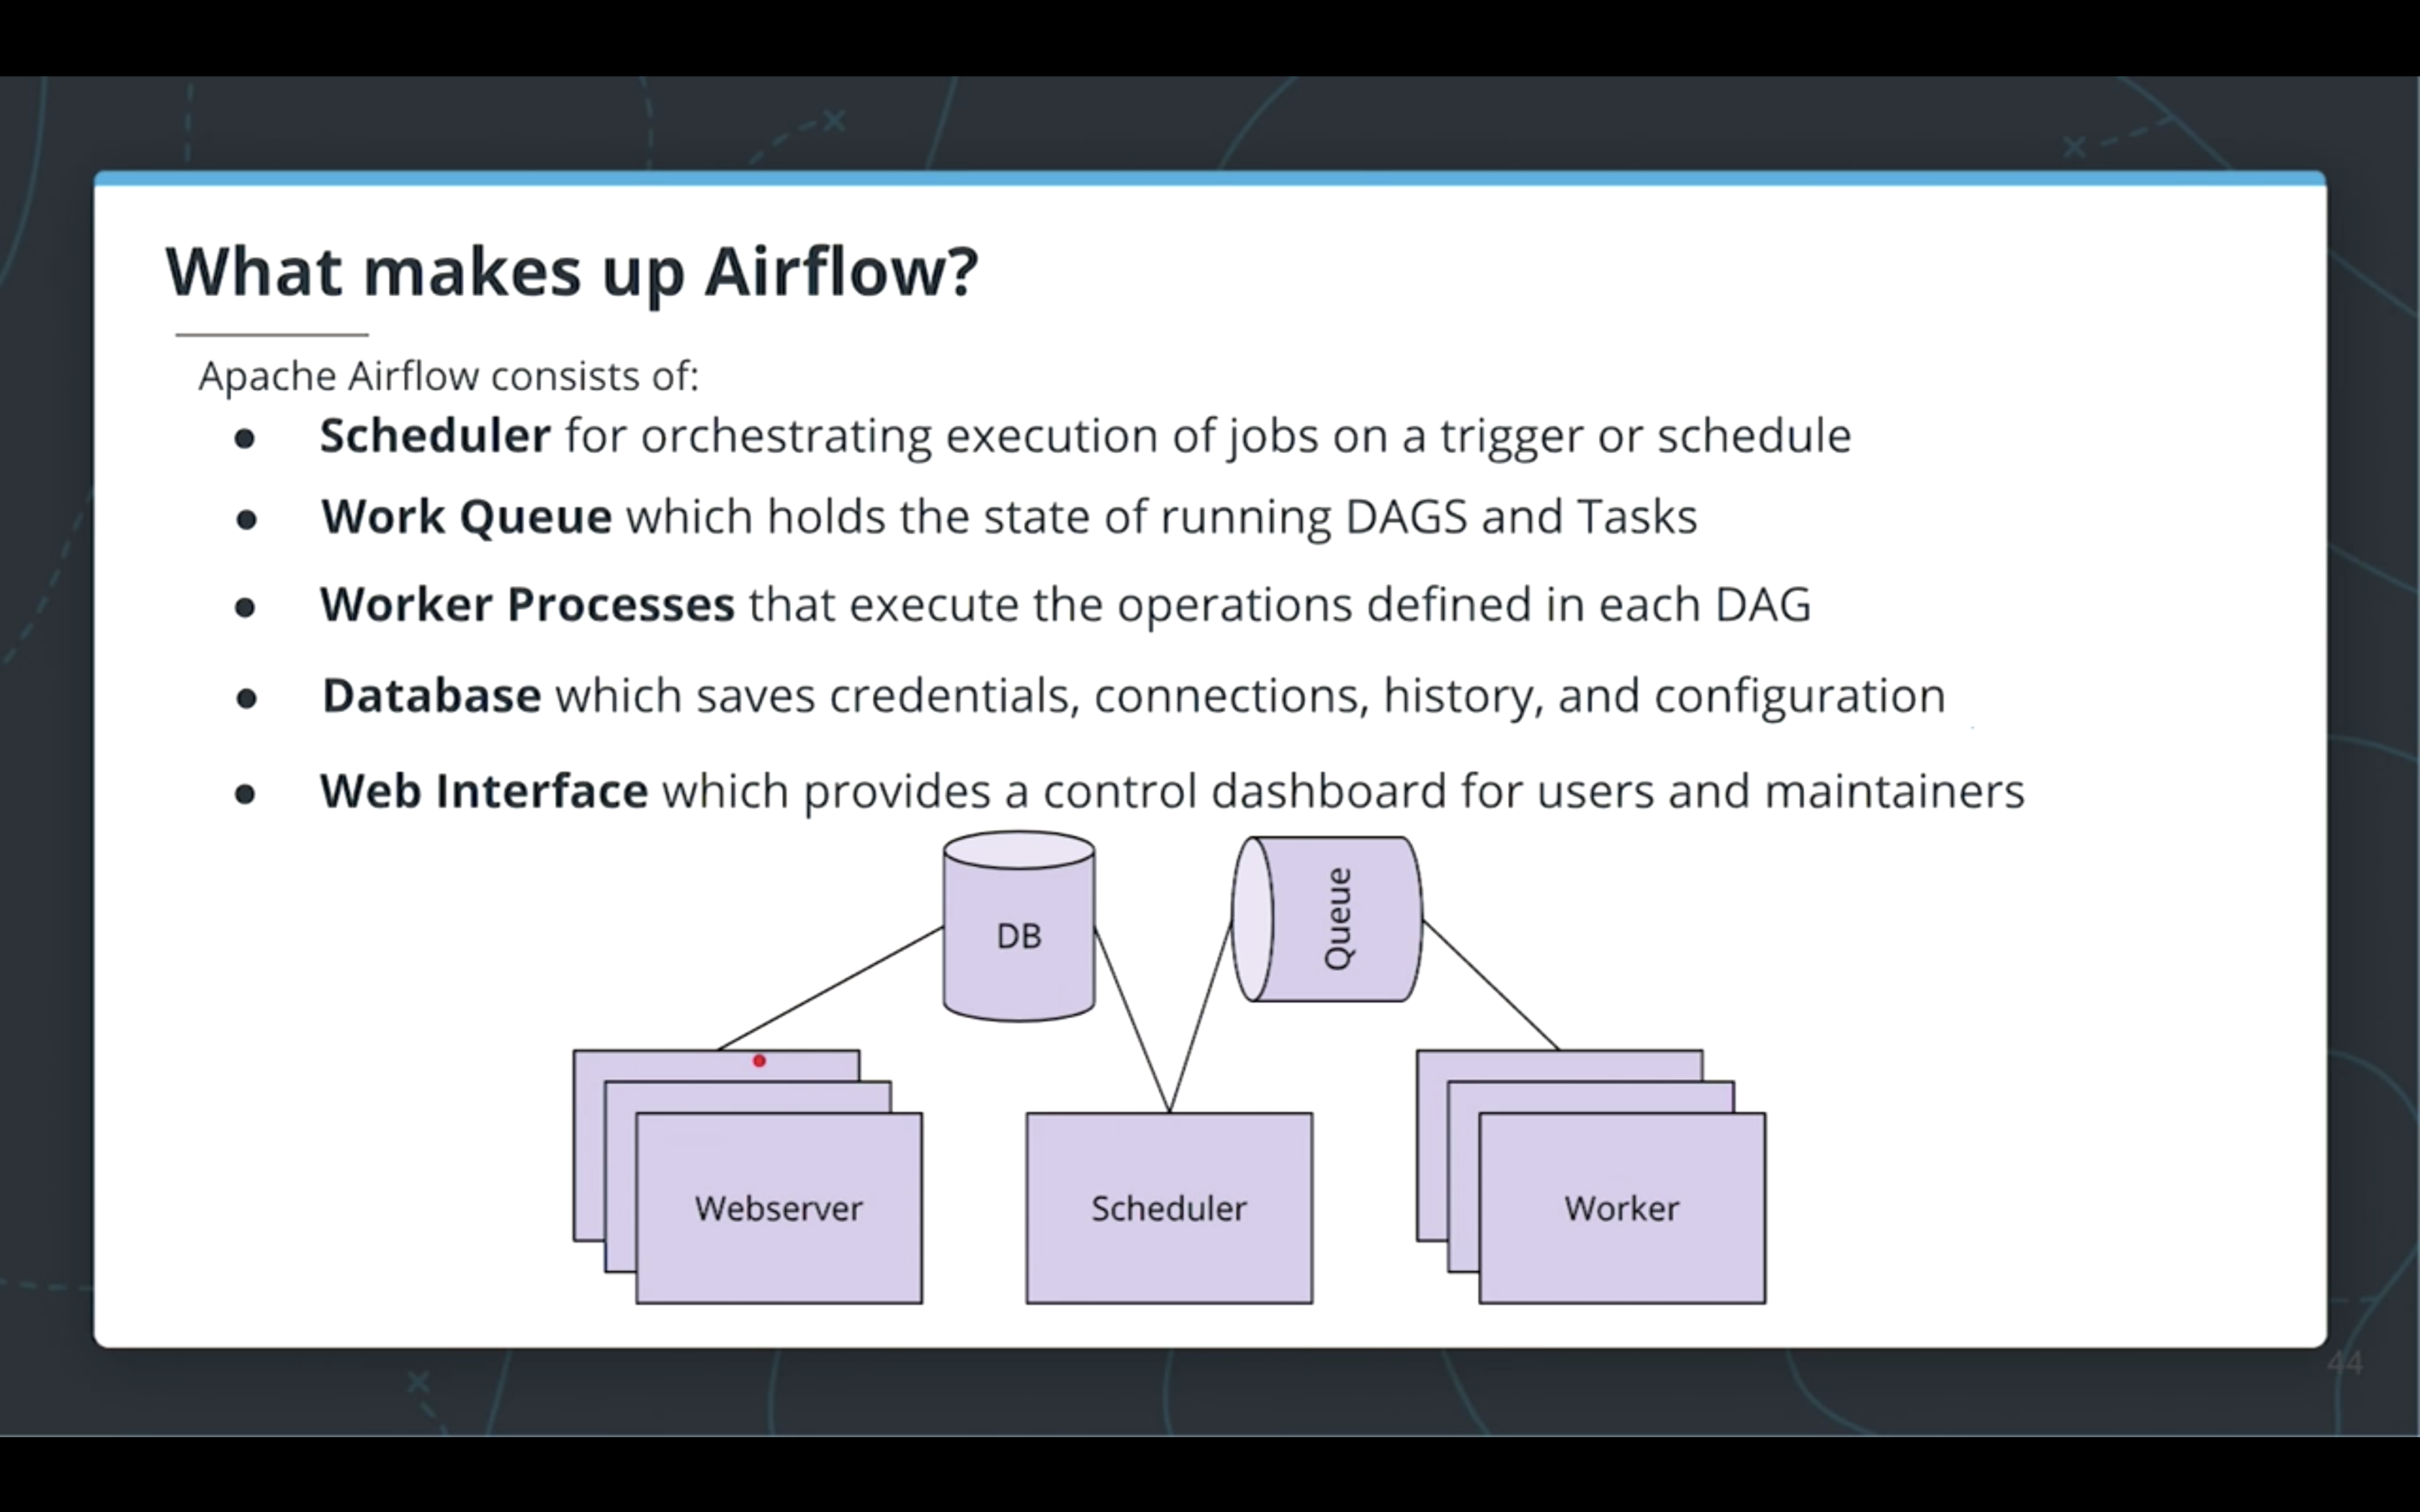 What makes up Airflow?
Apache Airflow consists of:
● Scheduler for orchestrating execution of jobs on a trigger or schedule
● Work Queue which holds the state of running DAGS and Tasks
● Worker Processes that execute the operations defined in each DAG
● Database which saves credentials, connections, history, and configuration
● Web Interface which provides a control dashboard for users and maintainers
DB
Queue
Webserver
Scheduler
Worker
44